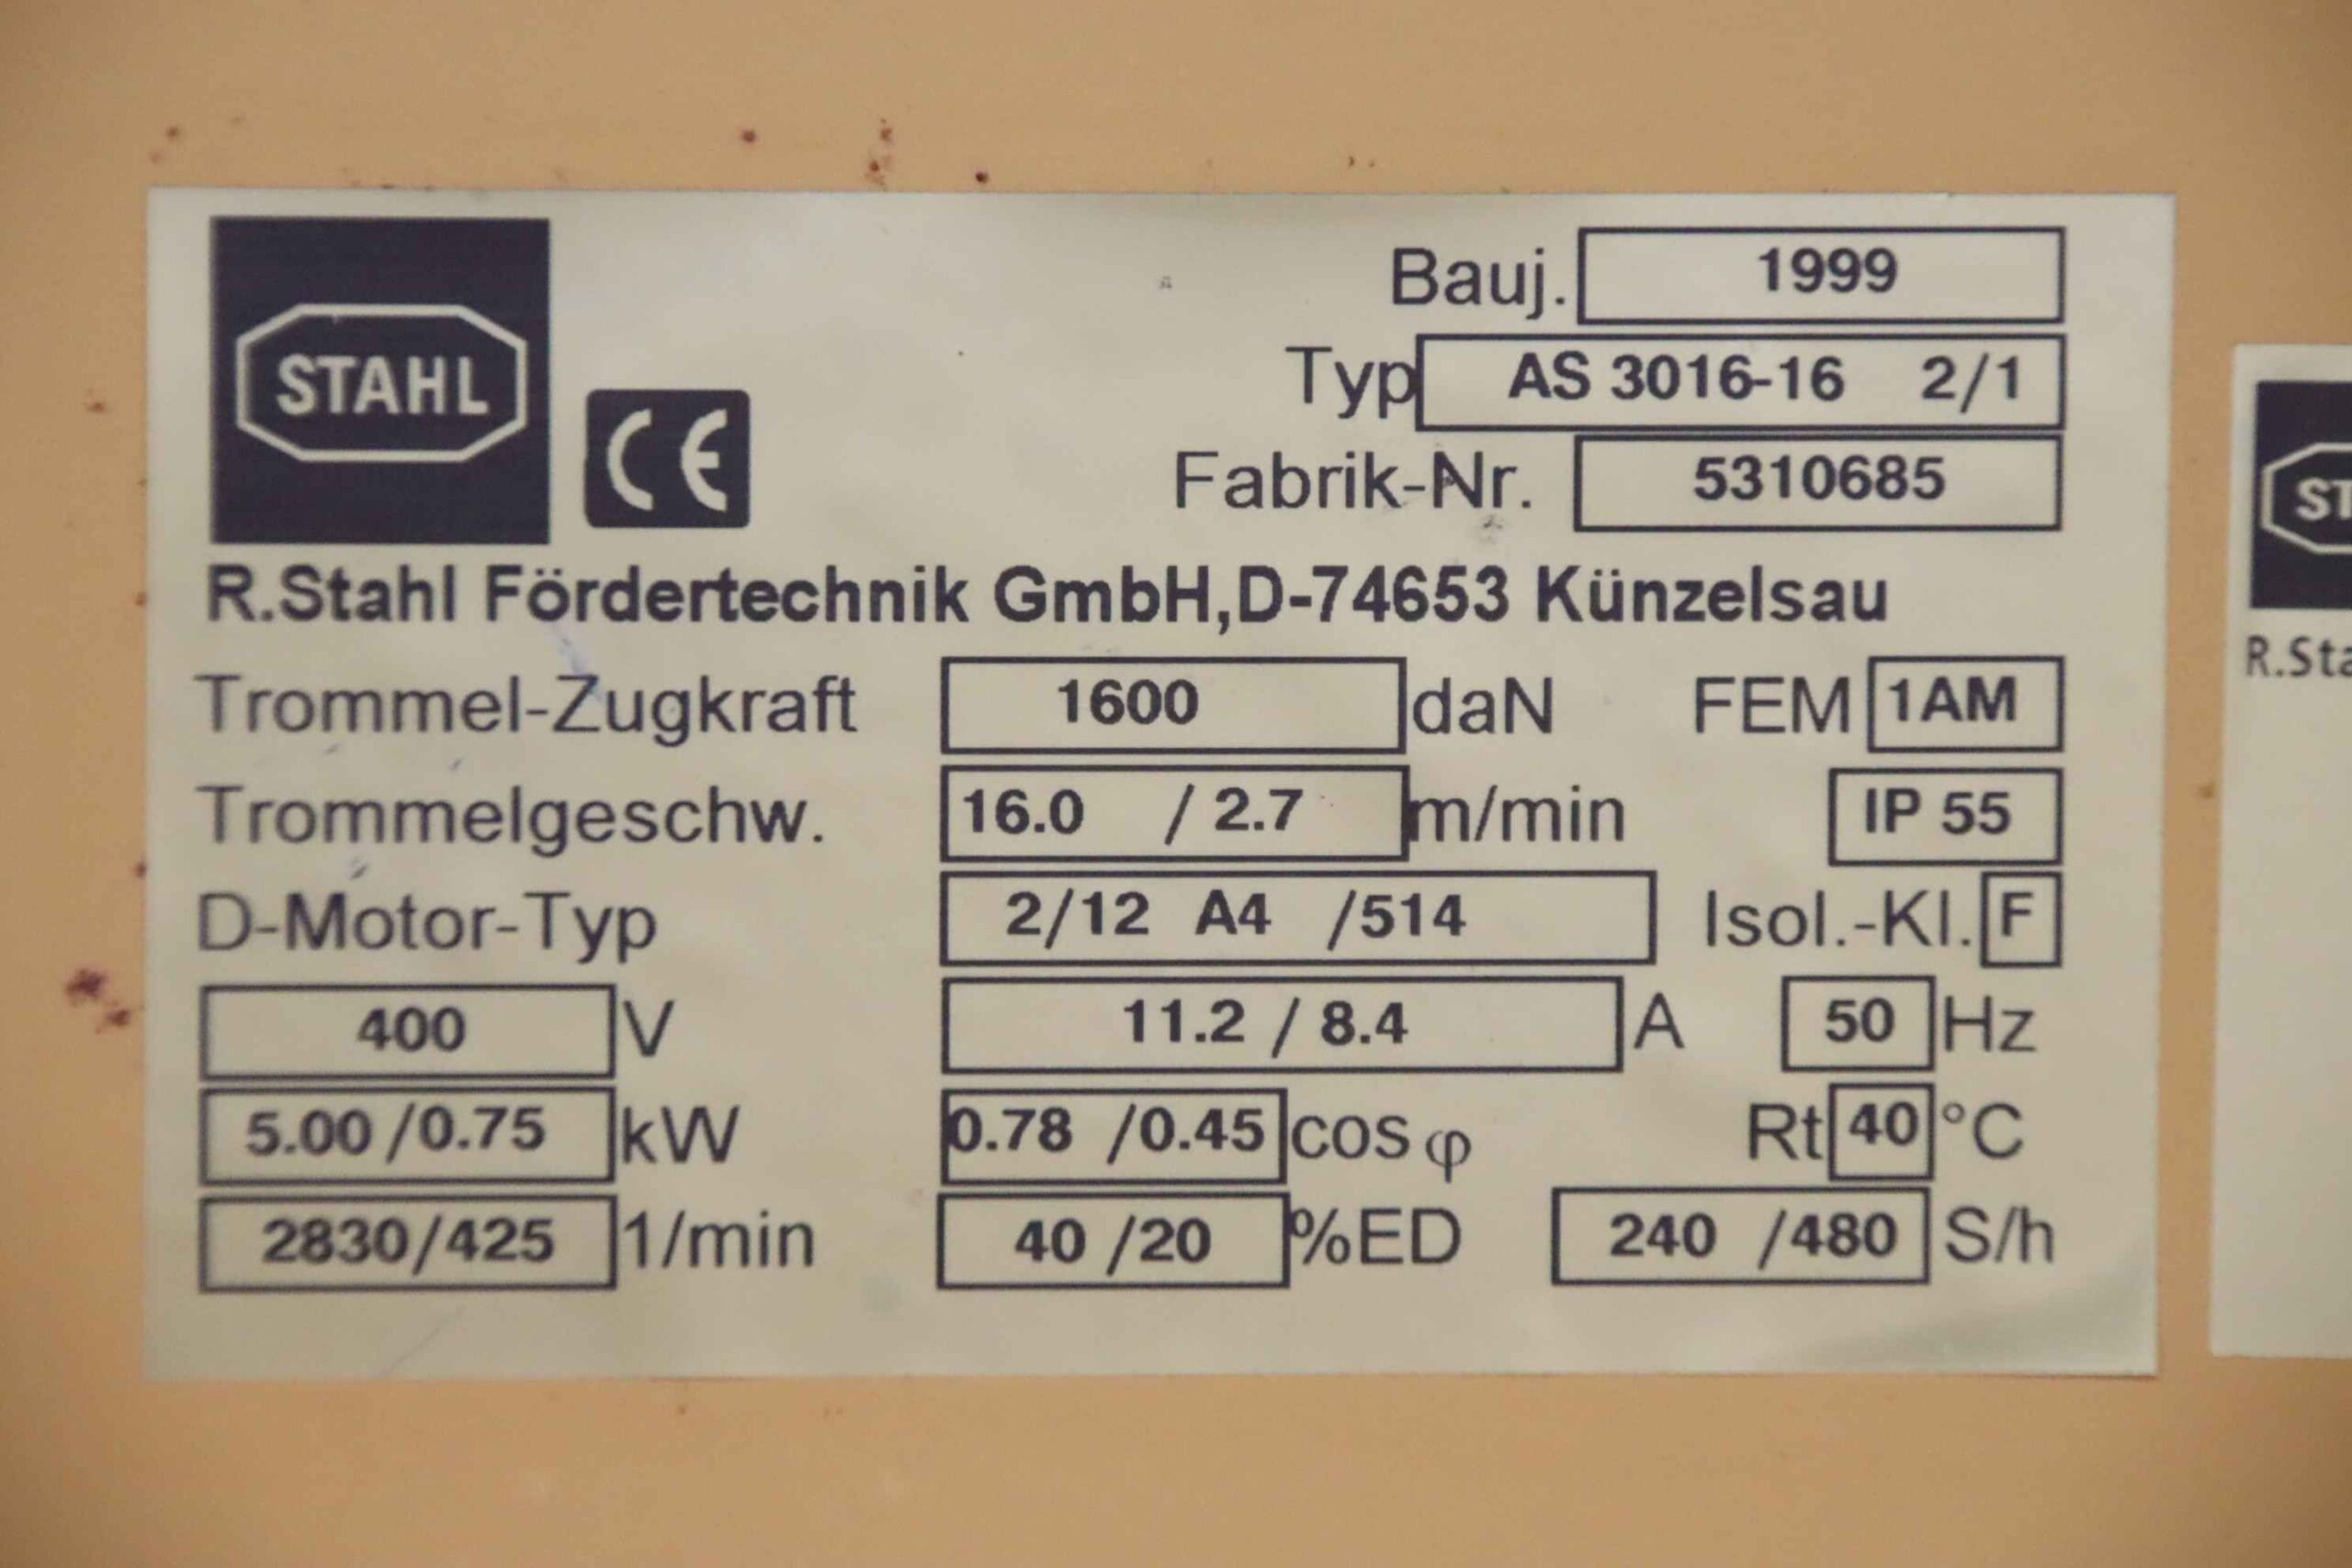 STAHL
CE
Bauj. 1999
Typ AS 3016-16 2/1
Fabrik-Nr. 5310685
R.Stahl Fördertechnik GmbH,D-74653 Künzelsau
Trommel-Zugkraft 1600 daN FEM 1AM
Trommelgeschw. 16.0 / 2.7 m/min IP 55
D-Motor-Typ 2/12 A4 /514 Isol.-Kl. F
400 V 11.2 / 8.4 A 50 Hz
5.00 /0.75 kW 0.78 /0.45 cos φ Rt 40 °C
2830/425 1/min 40 /20 %ED 240 /480 S/h
ST
R.Sta